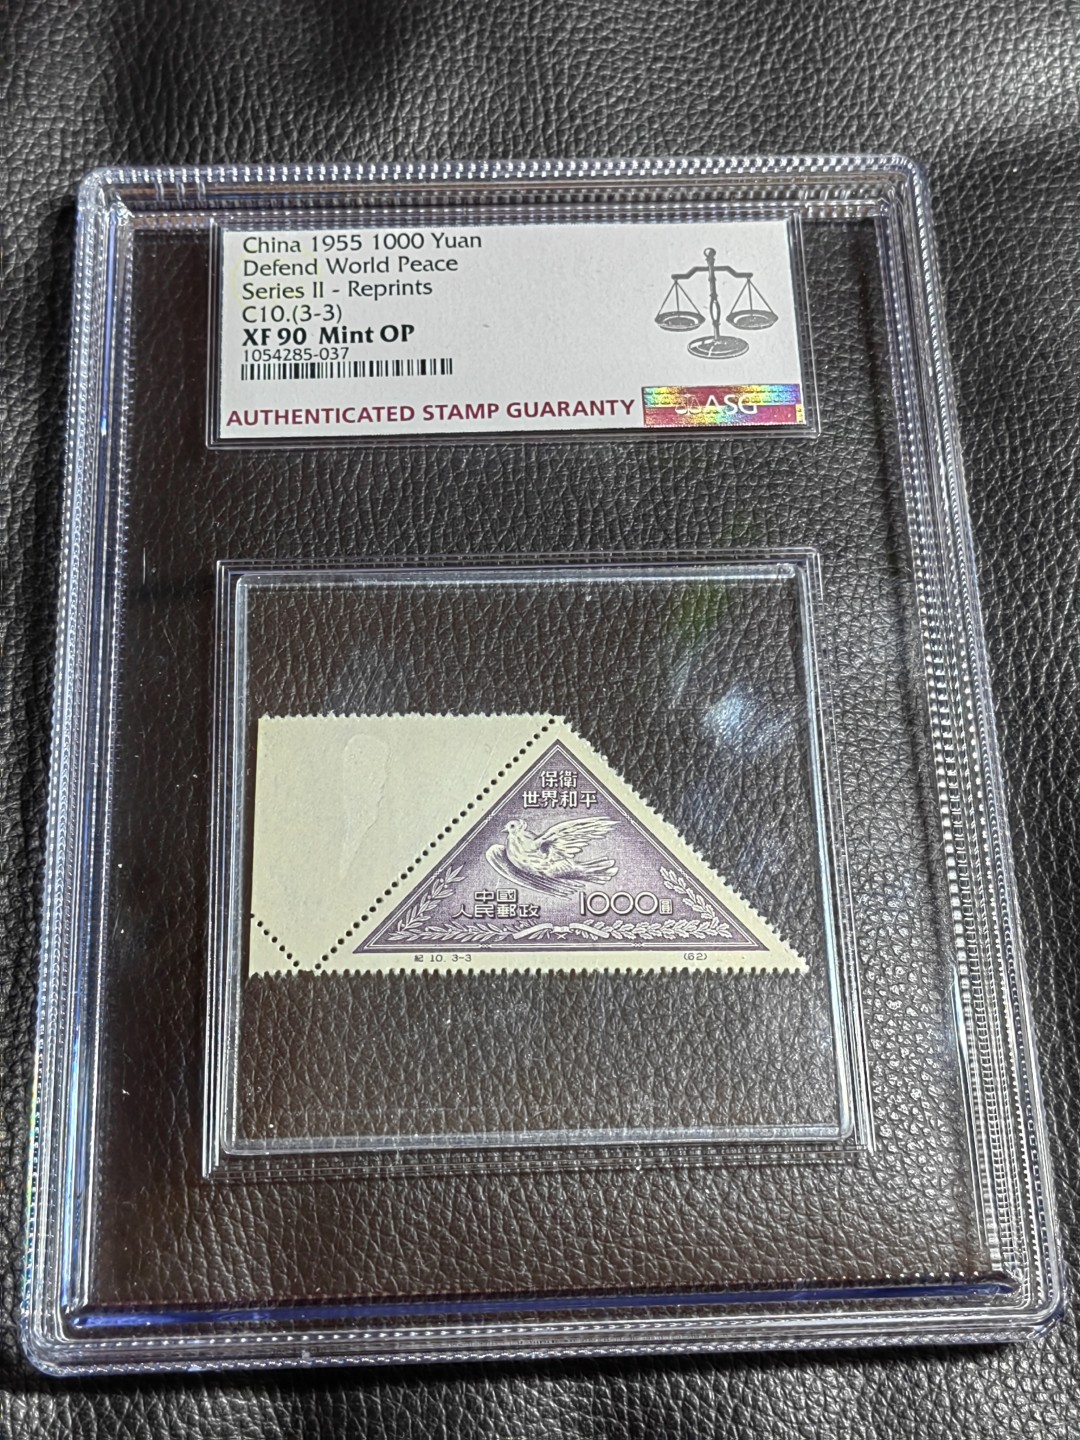 China 1955 1000 Yuan
Defend World Peace
Series II - Reprints
C10.(3-3)
XF 90 Mint OP
1054285-037
AUTHENTICATED STAMP GUARANTY
ASG
保衛
世界和平
中國
人民郵政
1000圓
紀 10. 3-3
(62)